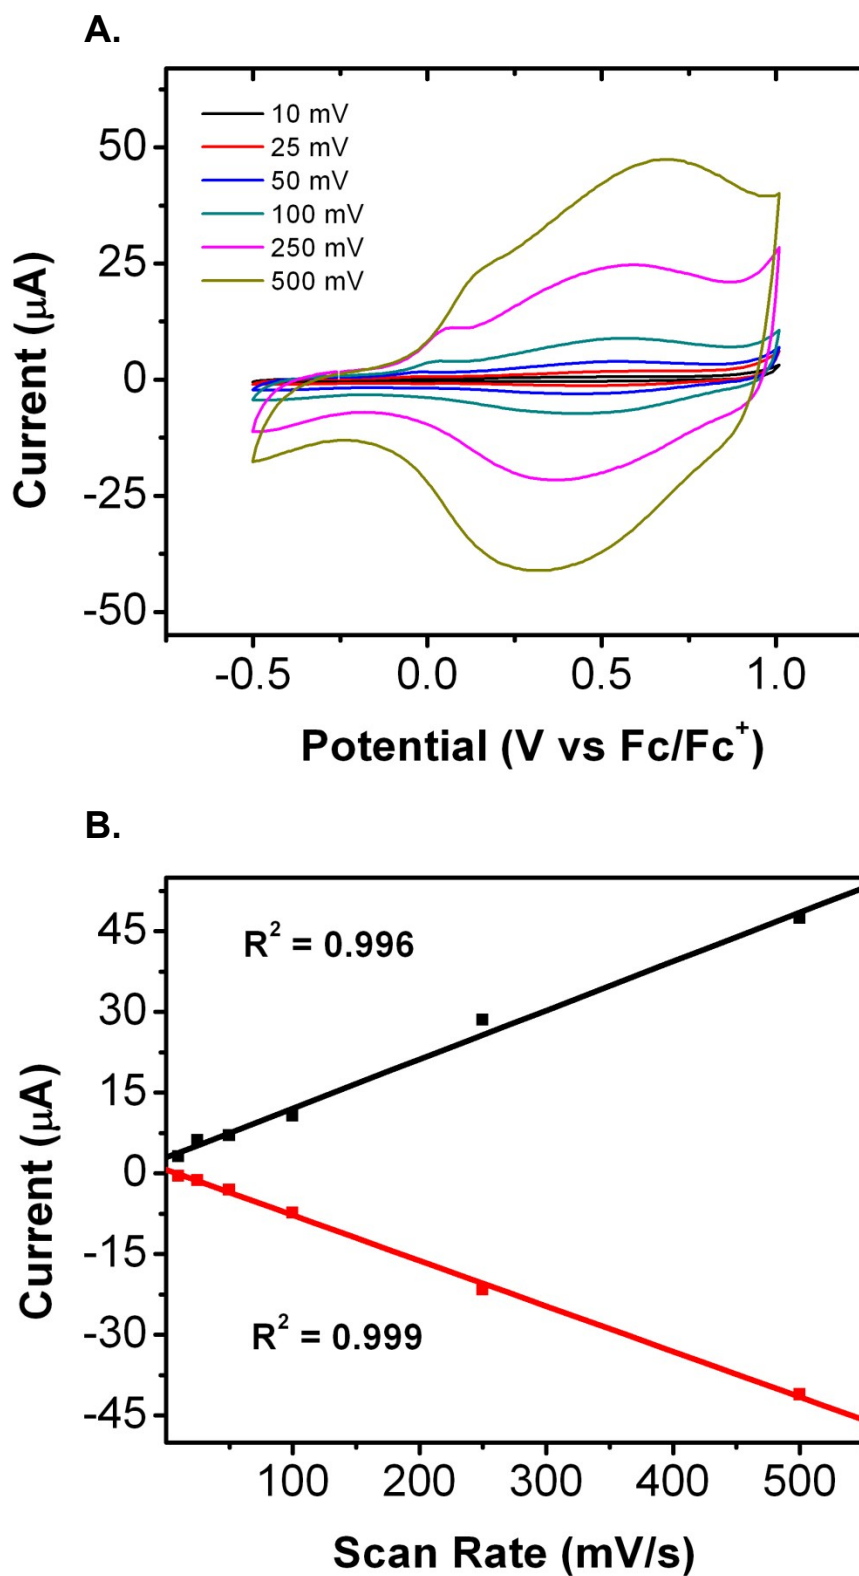 A.
10 mV
25 mV
50 mV
100 mV
250 mV
500 mV
50
25
0
-25
-50
Current (μA)
-0.5 0.0 0.5 1.0
Potential (V vs Fc/Fc⁺)
B.
R² = 0.996
R² = 0.999
45
30
15
0
-15
-30
-45
Current (μA)
100 200 300 400 500
Scan Rate (mV/s)